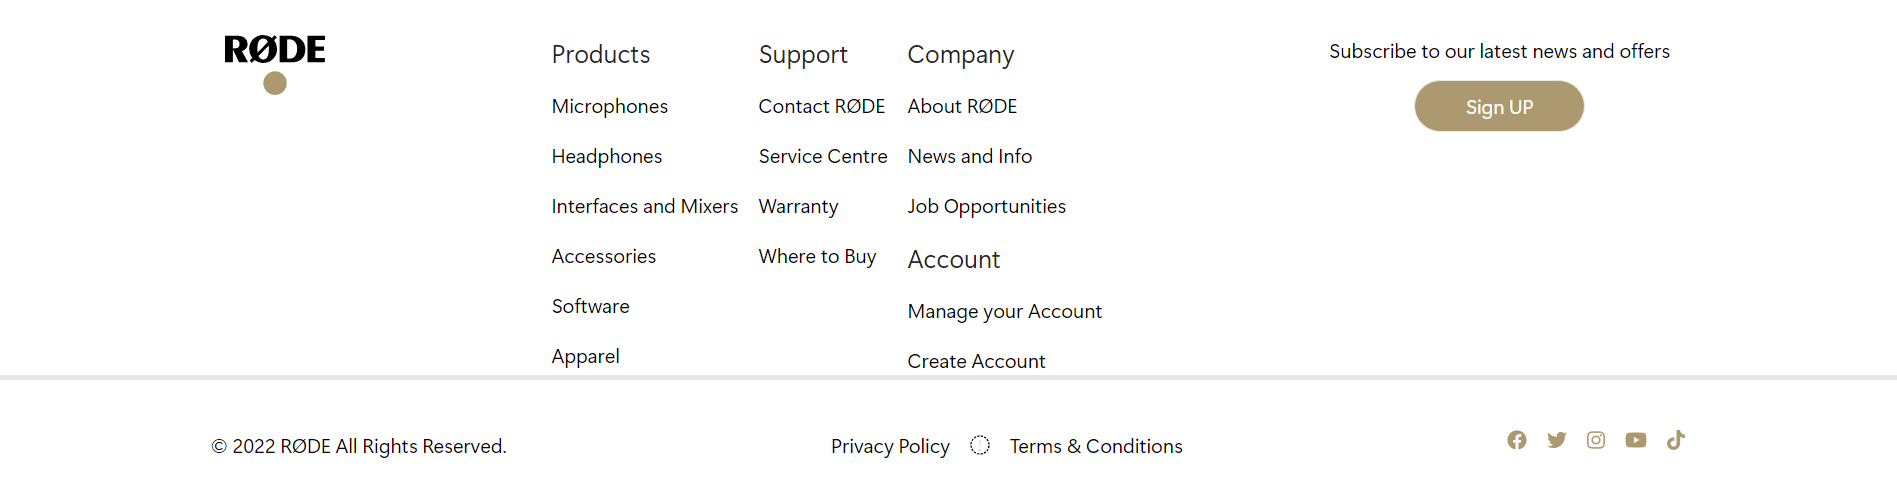 RØDE
Products
Microphones
Headphones
Interfaces and Mixers
Accessories
Software
Apparel
Support
Contact RØDE
Service Centre
Warranty
Where to Buy
Company
About RØDE
News and Info
Job Opportunities
Account
Manage your Account
Create Account
Subscribe to our latest news and offers
Sign UP
© 2022 RØDE All Rights Reserved.
Privacy Policy
Terms & Conditions